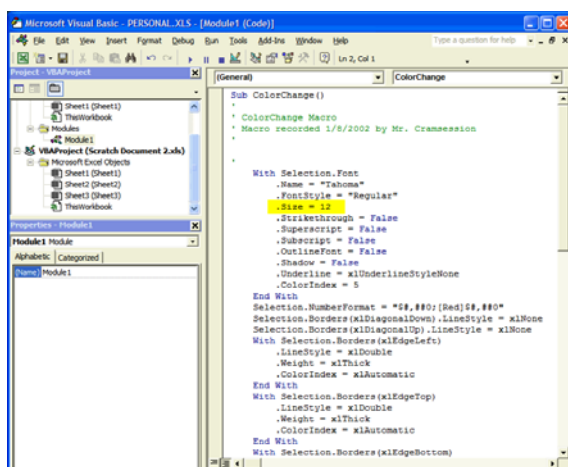 Microsoft Visual Basic - PERSONAL.XLS - [Module1 (Code)]
File Edit View Insert Format Debug Run Tools Add-Ins Window Help Type a question for help
Ln 2, Col 1
Project - VBAProject
Sheet1 (Sheet1)
ThisWorkbook
Modules
Module1
VBAProject (Scratch Document 2.xls)
Microsoft Excel Objects
Sheet1 (Sheet1)
Sheet2 (Sheet2)
Sheet3 (Sheet3)
ThisWorkbook
Properties - Module1
Module1 Module
Alphabetic Categorized
(Name) Module1
(General) ColorChange
Sub ColorChange()
'
' ColorChange Macro
' Macro recorded 1/8/2002 by Mr. Cramsession
'
'
With Selection.Font
.Name = "Tahoma"
.FontStyle = "Regular"
.Size = 12
.Strikethrough = False
.Superscript = False
.Subscript = False
.OutlineFont = False
.Shadow = False
.Underline = xlUnderlineStyleNone
.ColorIndex = 5
End With
Selection.NumberFormat = "$#,##0;[Red]$#,##0"
Selection.Borders(xlDiagonalDown).LineStyle = xlNone
Selection.Borders(xlDiagonalUp).LineStyle = xlNone
With Selection.Borders(xlEdgeLeft)
.LineStyle = xlDouble
.Weight = xlThick
.ColorIndex = xlAutomatic
End With
With Selection.Borders(xlEdgeTop)
.LineStyle = xlDouble
.Weight = xlThick
.ColorIndex = xlAutomatic
End With
With Selection.Borders(xlEdgeBottom)